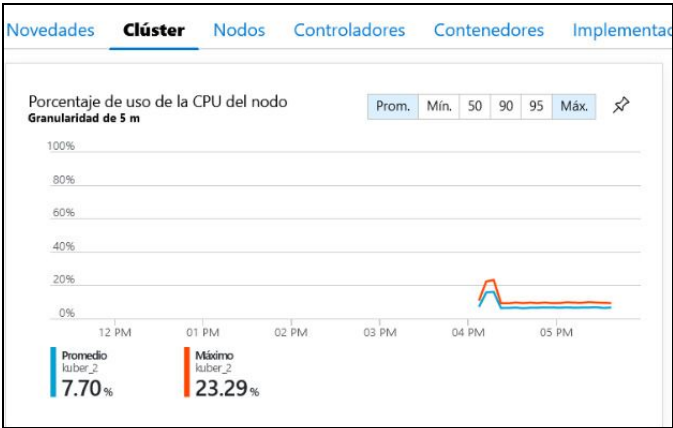 Novedades Clúster Nodos Controladores Contenedores Implementac
Porcentaje de uso de la CPU del nodo
Granularidad de 5 m
Prom. Mín. 50 90 95 Máx.
100%
80%
60%
40%
20%
0%
12 PM 01 PM 02 PM 03 PM 04 PM 05 PM
Promedio
kuber_2
7.70%
Máximo
kuber_2
23.29%